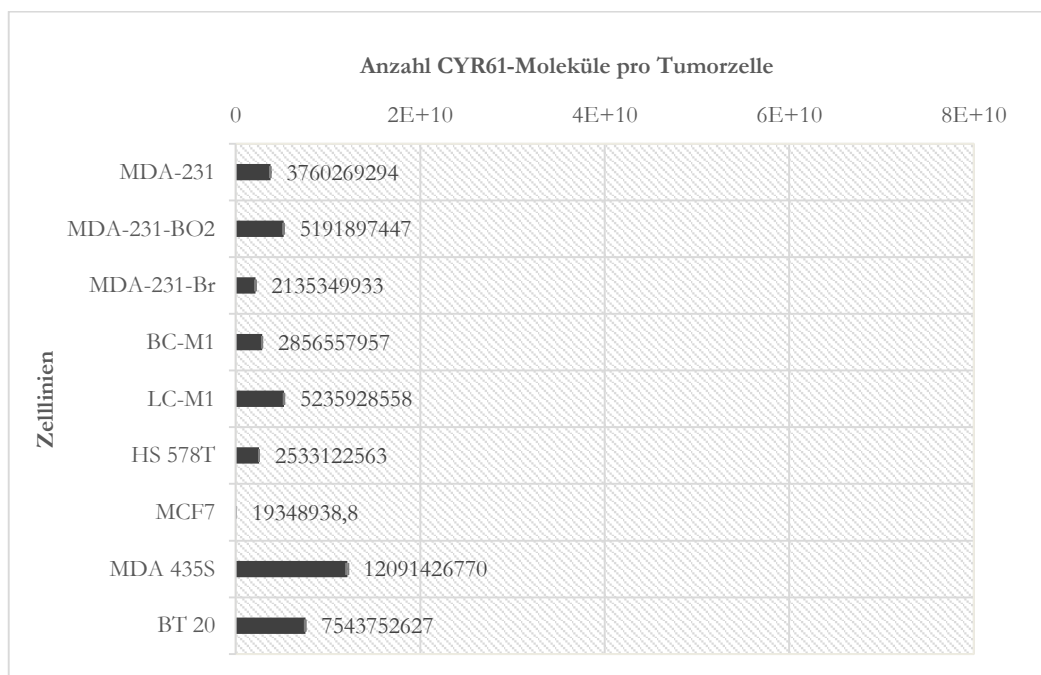 Anzahl CYR61-Moleküle pro Tumorzelle
0 2E+10 4E+10 6E+10 8E+10
Zelllinien
MDA-231 3760269294
MDA-231-BO2 5191897447
MDA-231-Br 2135349933
BC-M1 2856557957
LC-M1 5235928558
HS 578T 2533122563
MCF7 19348938,8
MDA 435S 12091426770
BT 20 7543752627